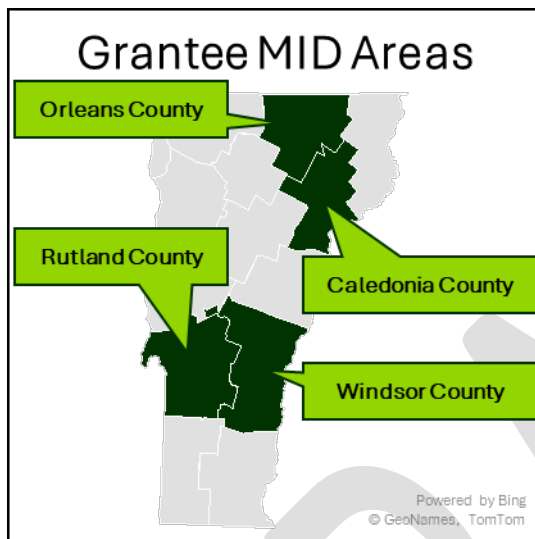 Grantee MID Areas
Orleans County
Rutland County
Caledonia County
Windsor County
Powered by Bing
© GeoNames, TomTom